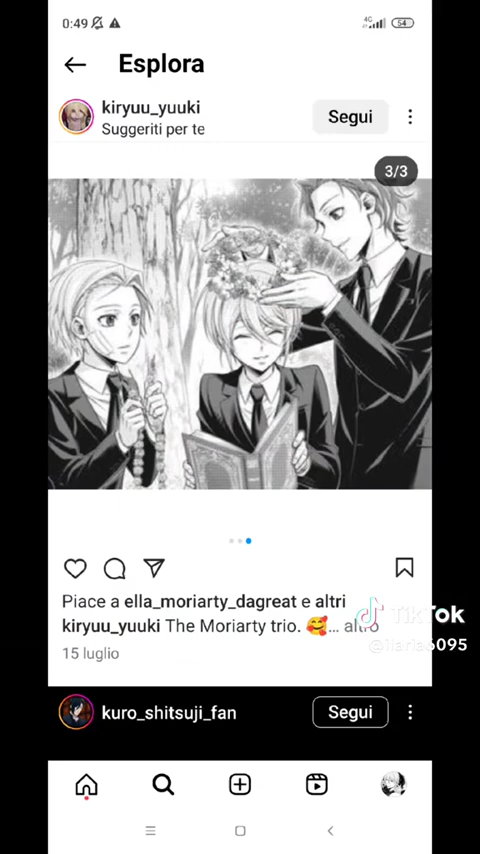 0:49
4G
54
Esplora
kiryuu_yuuki
Suggeriti per te
Segui
3/3
Piace a ella_moriarty_dagreat e altri
kiryuu_yuuki The Moriarty trio. 🥰... altro
15 luglio
TikTok
@ilaria6095
kuro_shitsuji_fan
Segui